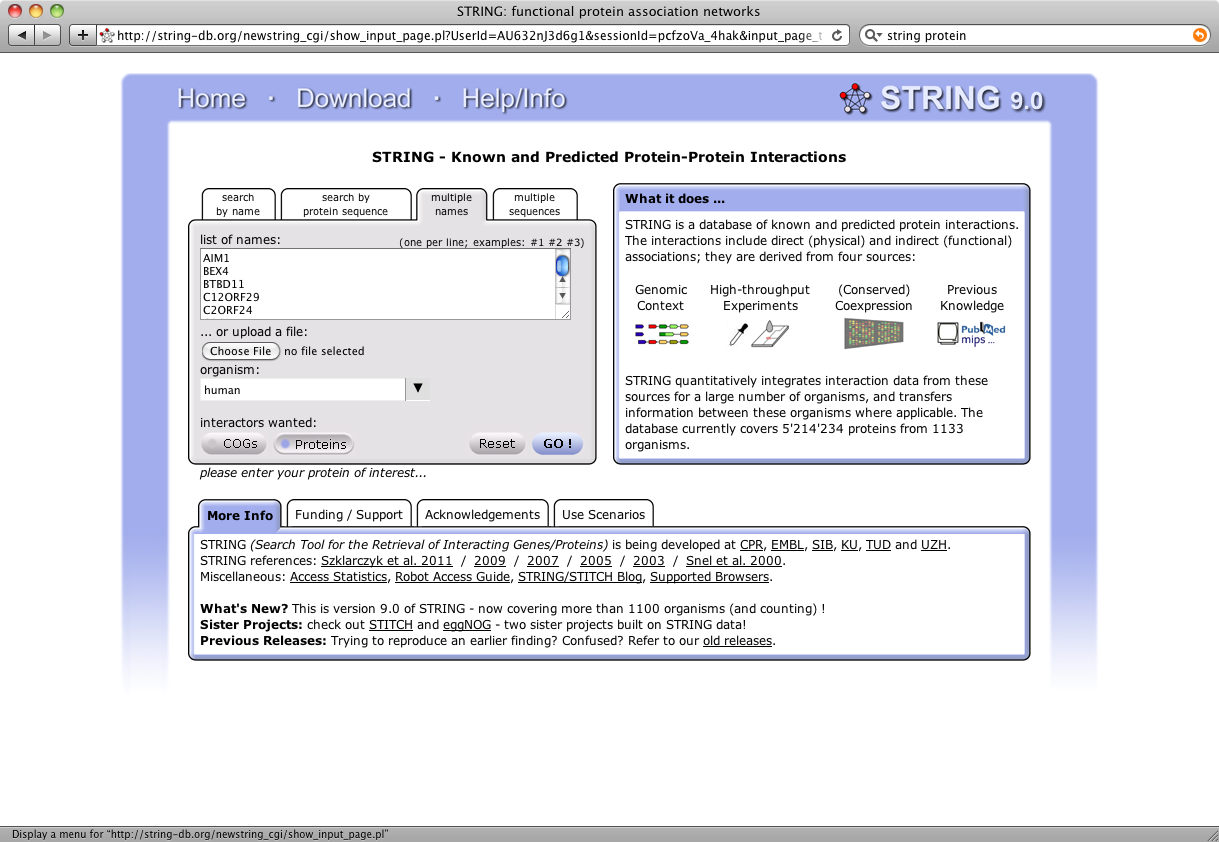 STRING: functional protein association networks
http://string-db.org/newstring_cgi/show_input_page.pl?UserId=AU632nJ3d6g1&sessionId=pcfzoVa_4hak&input_page_t
string protein
Home · Download · Help/Info
STRING 9.0
STRING - Known and Predicted Protein-Protein Interactions
search
by name
search by
protein sequence
multiple
names
multiple
sequences
list of names:
(one per line; examples: #1 #2 #3)
AIM1
BEX4
BTBD11
C12ORF29
C2ORF24
... or upload a file:
Choose File no file selected
organism:
human
interactors wanted:
COGs Proteins Reset GO !
please enter your protein of interest...
What it does ...
STRING is a database of known and predicted protein interactions.
The interactions include direct (physical) and indirect (functional)
associations; they are derived from four sources:
Genomic
Context
High-throughput
Experiments
(Conserved)
Coexpression
Previous
Knowledge
PubMed
mips ...
STRING quantitatively integrates interaction data from these
sources for a large number of organisms, and transfers
information between these organisms where applicable. The
database currently covers 5'214'234 proteins from 1133
organisms.
More Info Funding / Support Acknowledgements Use Scenarios
STRING (Search Tool for the Retrieval of Interacting Genes/Proteins) is being developed at CPR, EMBL, SIB, KU, TUD and UZH.
STRING references: Szklarczyk et al. 2011 / 2009 / 2007 / 2005 / 2003 / Snel et al. 2000.
Miscellaneous: Access Statistics, Robot Access Guide, STRING/STITCH Blog, Supported Browsers.
What's New? This is version 9.0 of STRING - now covering more than 1100 organisms (and counting) !
Sister Projects: check out STITCH and eggNOG - two sister projects built on STRING data!
Previous Releases: Trying to reproduce an earlier finding? Confused? Refer to our old releases.
Display a menu for “http://string-db.org/newstring_cgi/show_input_page.pl”